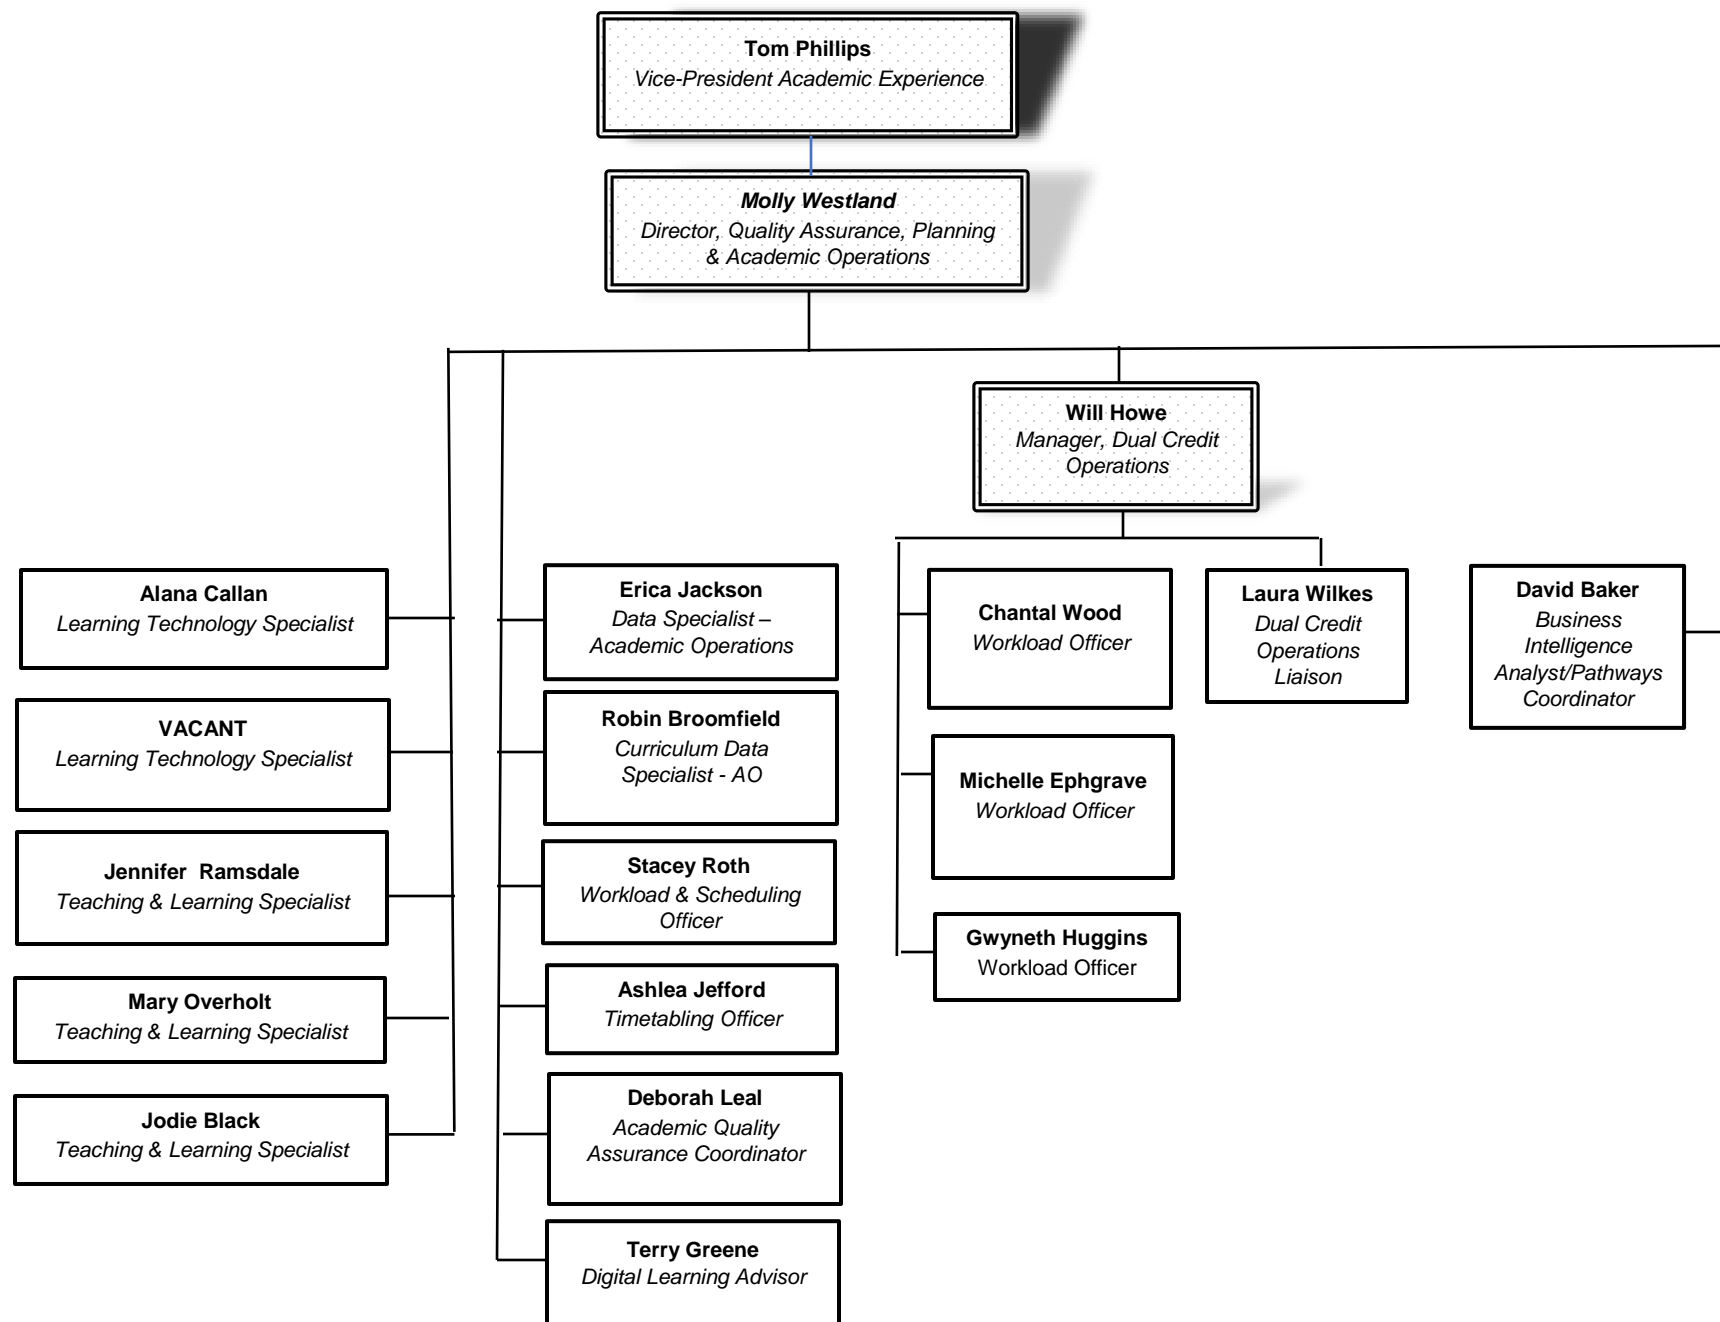 Tom Phillips
Vice-President Academic Experience
Molly Westland
Director, Quality Assurance, Planning
& Academic Operations
Will Howe
Manager, Dual Credit
Operations
Alana Callan
Learning Technology Specialist
VACANT
Learning Technology Specialist
Jennifer  Ramsdale
Teaching & Learning Specialist
Mary Overholt
Teaching & Learning Specialist
Jodie Black
Teaching & Learning Specialist
Erica Jackson
Data Specialist –
Academic Operations
Robin Broomfield
Curriculum Data
Specialist - AO
Stacey Roth
Workload & Scheduling
Officer
Ashlea Jefford
Timetabling Officer
Deborah Leal
Academic Quality
Assurance Coordinator
Terry Greene
Digital Learning Advisor
Chantal Wood
Workload Officer
Michelle Ephgrave
Workload Officer
Gwyneth Huggins
Workload Officer
Laura Wilkes
Dual Credit
Operations
Liaison
David Baker
Business
Intelligence
Analyst/Pathways
Coordinator